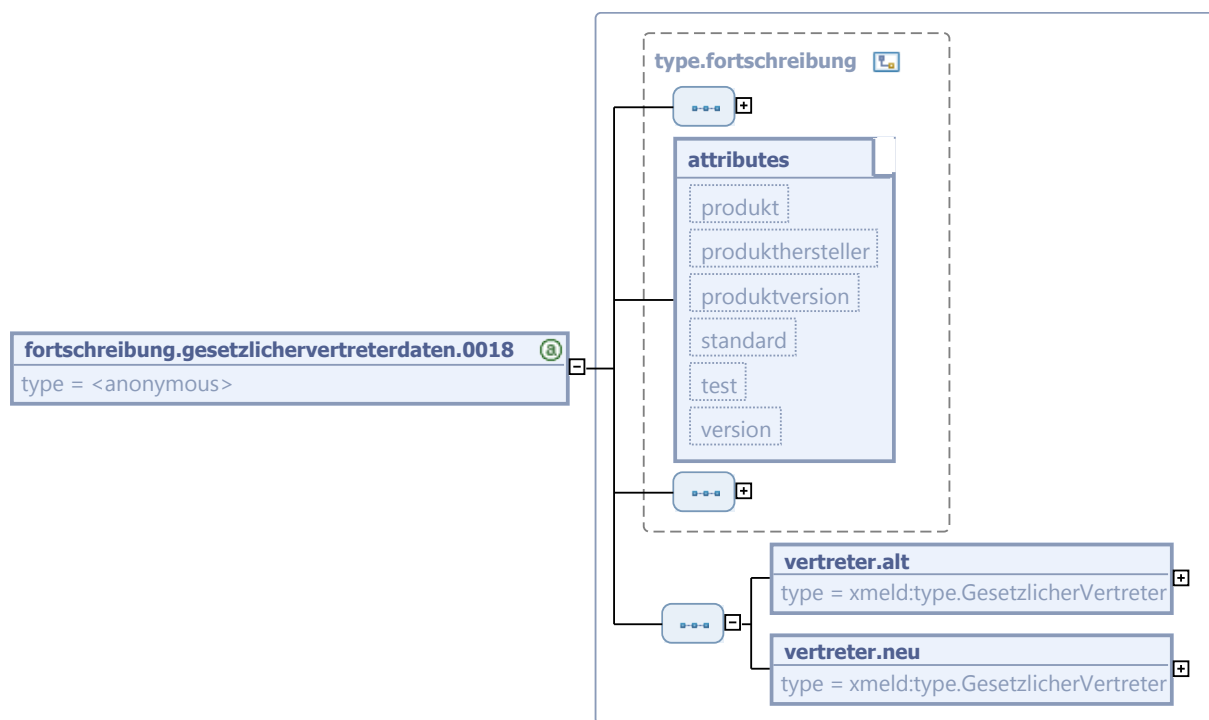 type.fortschreibung
attributes
produkt
produkthersteller
produktversion
standard
test
version
fortschreibung.gesetzlichervertreterdaten.0018 a
type = <anonymous>
vertreter.alt
type = xmeld:type.GesetzlicherVertreter
vertreter.neu
type = xmeld:type.GesetzlicherVertreter